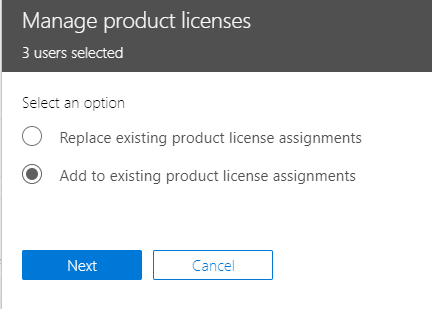 Manage product licenses
3 users selected
Select an option
Replace existing product license assignments
Add to existing product license assignments
Next Cancel